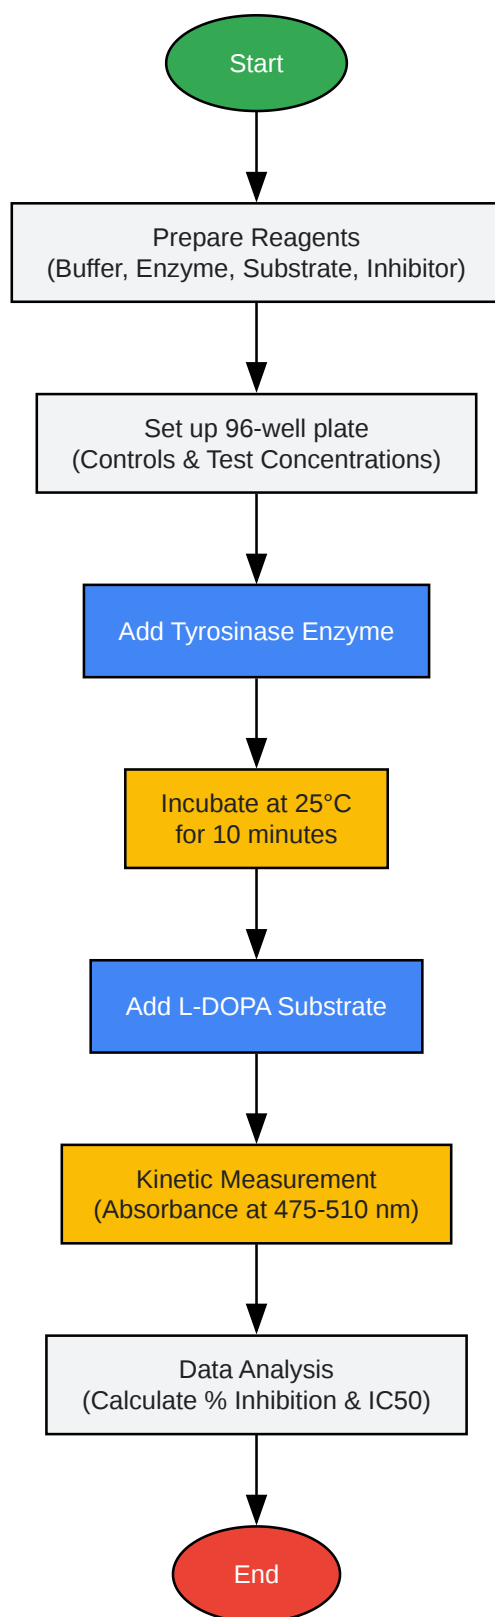 Start
Prepare Reagents
(Buffer, Enzyme, Substrate, Inhibitor)
Set up 96-well plate
(Controls & Test Concentrations)
Add Tyrosinase Enzyme
Incubate at 25°C
for 10 minutes
Add L-DOPA Substrate
Kinetic Measurement
(Absorbance at 475-510 nm)
Data Analysis
(Calculate % Inhibition & IC50)
End